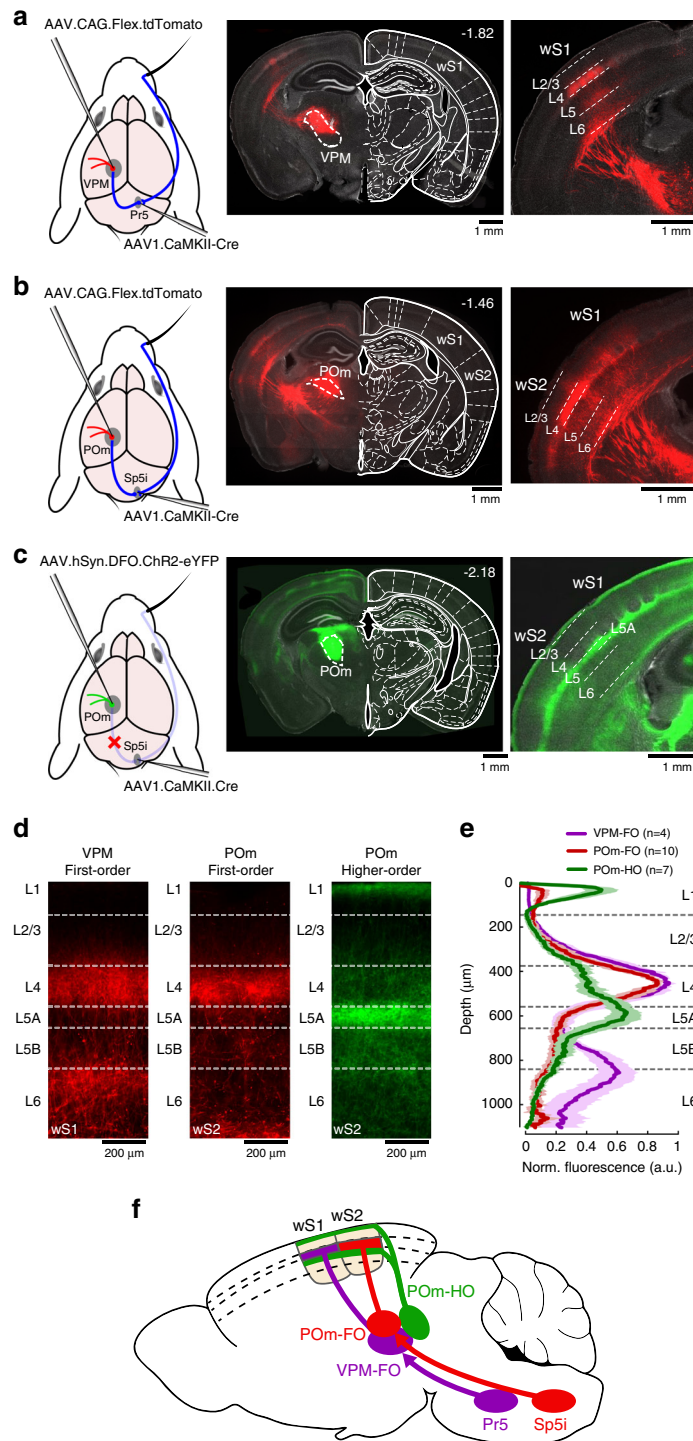 a
AAV.CAG.Flex.tdTomato
VPM
Pr5
AAV1.CaMKII-Cre
-1.82
wS1
VPM
1 mm
wS1
L2/3
L4
L5
L6
1 mm
b
AAV.CAG.Flex.tdTomato
POm
Sp5i
AAV1.CaMKII-Cre
-1.46
wS1
POm
wS2
1 mm
wS1
wS2
L2/3
L4
L5
L6
1 mm
c
AAV.hSyn.DFO.ChR2-eYFP
POm
Sp5i
AAV1.CaMKII.Cre
-2.18
POm
1 mm
wS1
wS2
L5A
L2/3
L4
L5
L6
1 mm
d
VPM
First-order
POm
First-order
POm
Higher-order
L1
L2/3
L4
L5A
L5B
L6
wS1
200 μm
L1
L2/3
L4
L5A
L5B
L6
wS2
200 μm
L1
L2/3
L4
L5A
L5B
L6
wS2
200 μm
e
VPM-FO (n=4)
POm-FO (n=10)
POm-HO (n=7)
0
200
400
600
800
1000
Depth (μm)
L1
L2/3
L4
L5A
L5B
L6
0
0.2
0.4
0.6
0.8
1
Norm. fluorescence (a.u.)
f
wS1
wS2
POm-HO
POm-FO
VPM-FO
Pr5
Sp5i